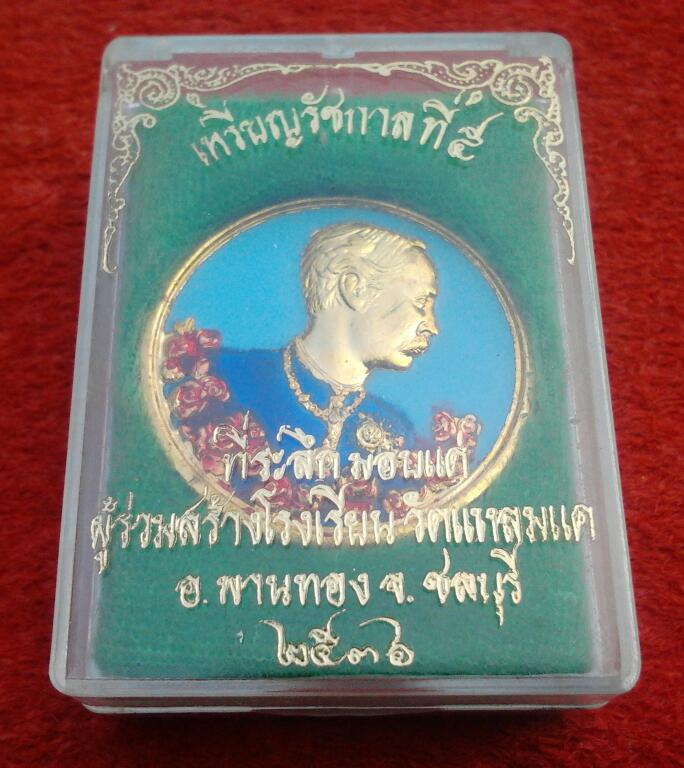 เหรียญรัชกาลที่ ๕
ที่ระลึก มอบแด่
ผู้ร่วมสร้างโรงเรียน วัดแหลมแค
อ. พานทอง จ. ชลบุรี
๒๕๓๖